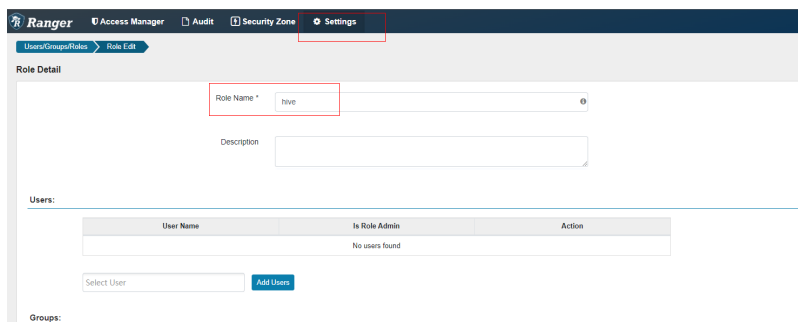 Ranger Access Manager Audit Security Zone Settings
Users/Groups/Roles Role Edit
Role Detail
Role Name * hive
Description
Users:
User Name Is Role Admin Action
No users found
Select User Add Users
Groups: